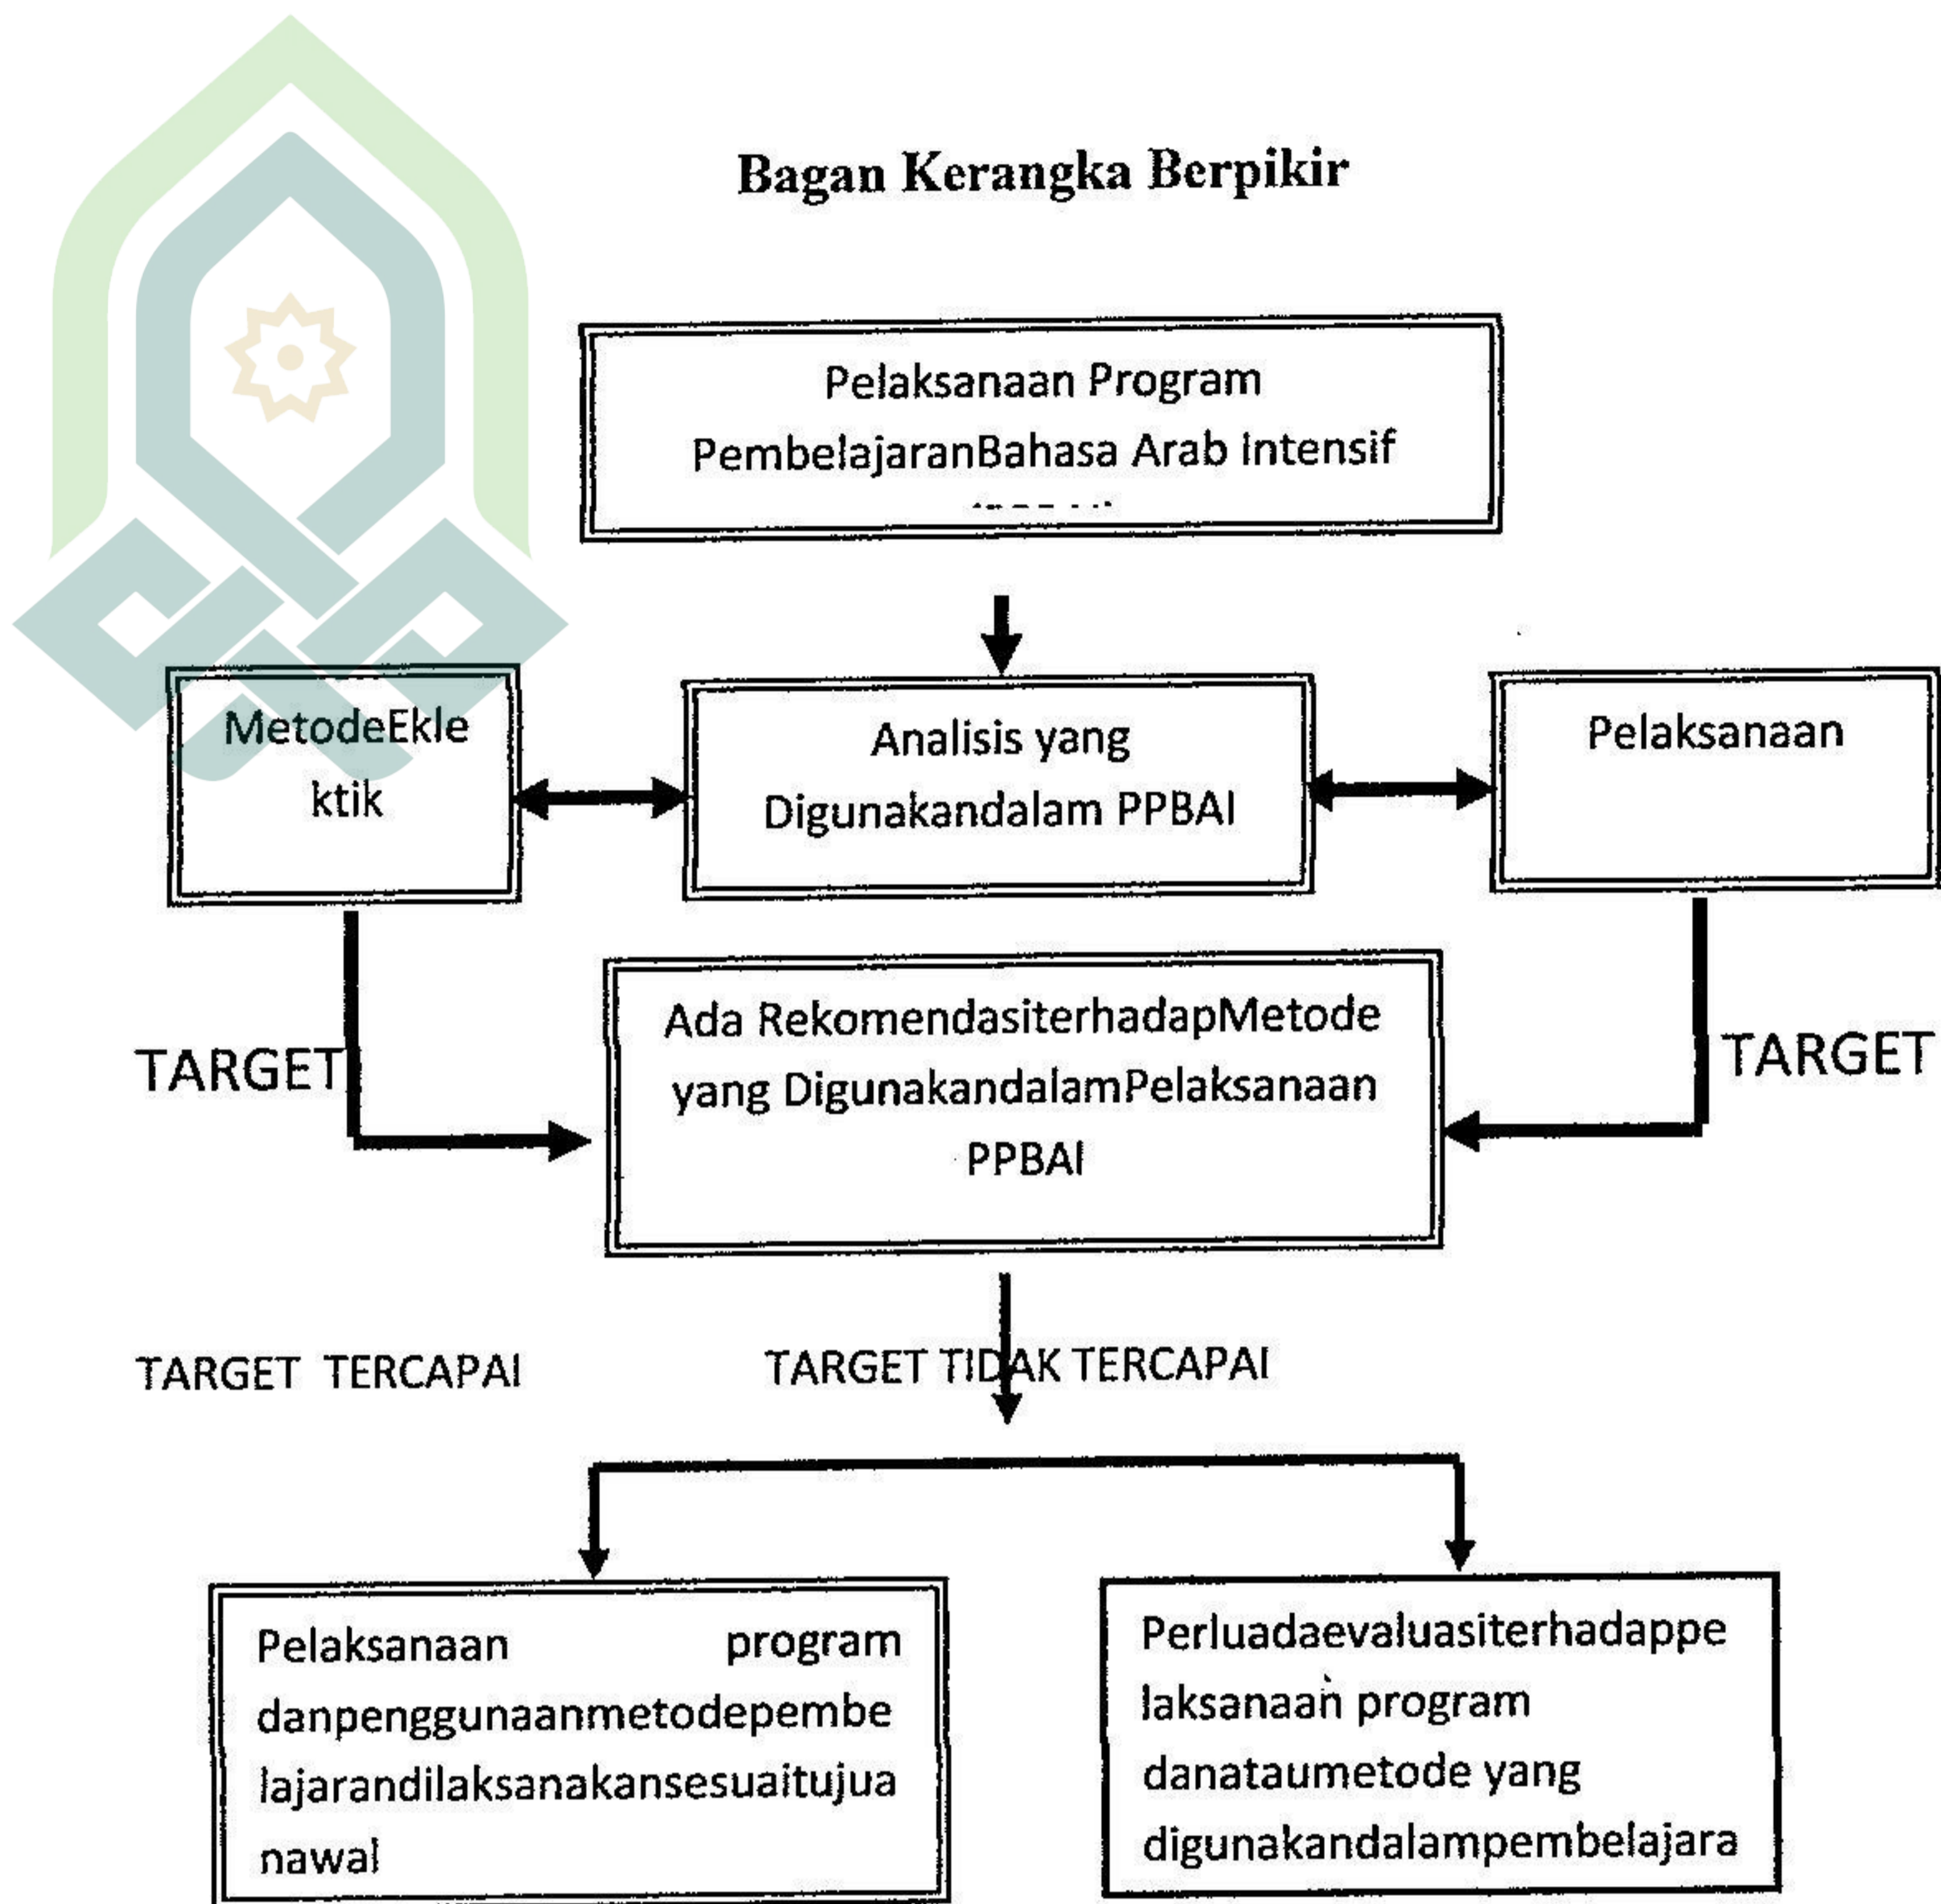 Bagan Kerangka Berpikir
Pelaksanaan Program
PembelajaranBahasa Arab Intensif
MetodeEkle
ktik
Analisis yang
Digunakandalam PPBAI
Pelaksanaan
TARGET
Ada RekomendasiterhadapMetode
yang DigunakandalamPelaksanaan
PPBAI
TARGET
TARGET TERCAPAI
TARGET TIDAK TERCAPAI
Pelaksanaan program
danpenggunaanmetodepembe
lajarandilaksanakansesuaitujua
nawal
Perluadaevaluasiterhadappe
laksanaan program
danataumetode yang
digunakandalampembelajara